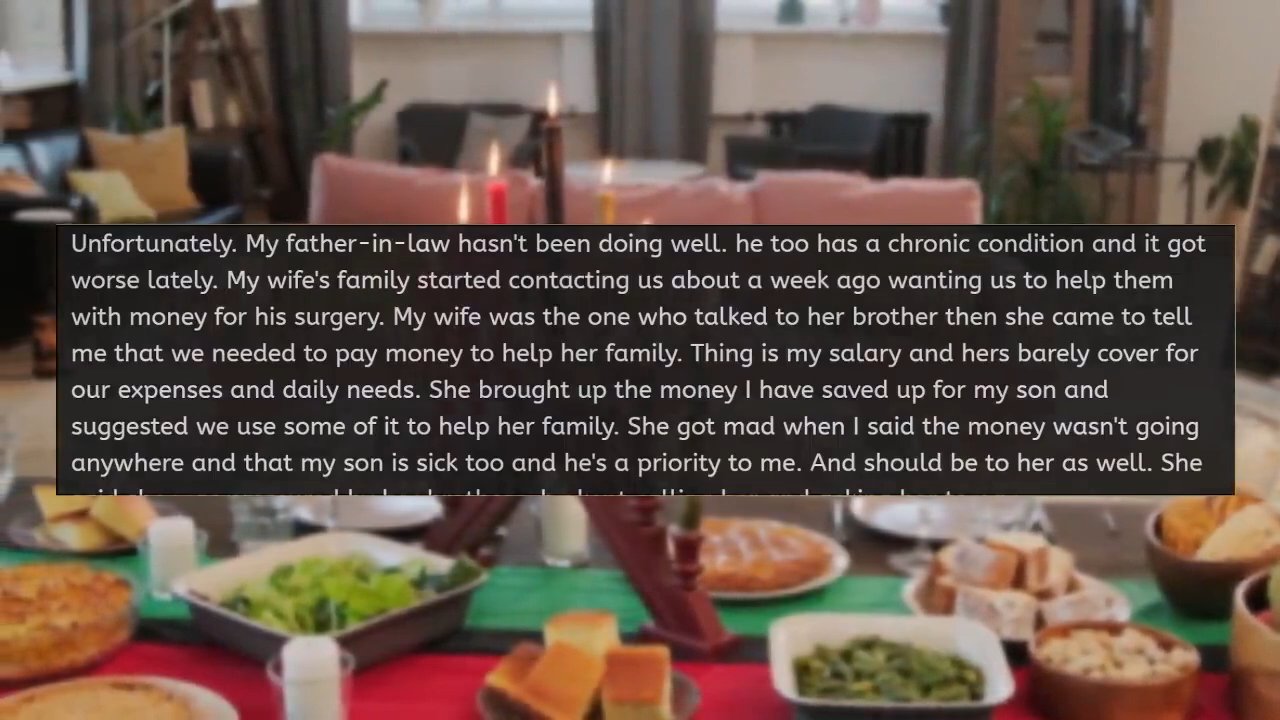 Unfortunately. My father-in-law hasn't been doing well. he too has a chronic condition and it got
worse lately. My wife's family started contacting us about a week ago wanting us to help them
with money for his surgery. My wife was the one who talked to her brother then she came to tell
me that we needed to pay money to help her family. Thing is my salary and hers barely cover for
our expenses and daily needs. She brought up the money I have saved up for my son and
suggested we use some of it to help her family. She got mad when I said the money wasn't going
anywhere and that my son is sick too and he's a priority to me. And should be to her as well. She